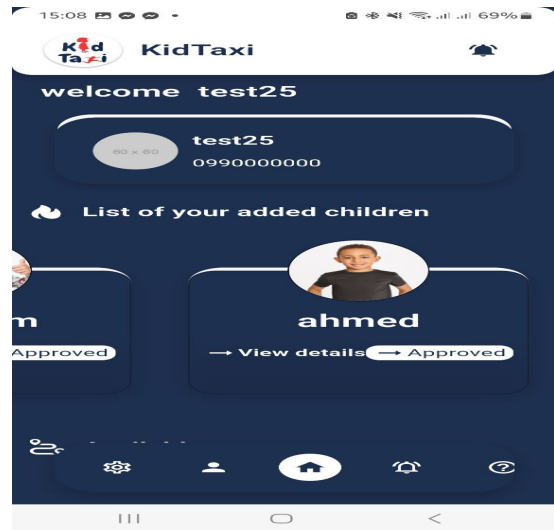 15:08 69%
Kid
Taxi
KidTaxi
welcome test25
60 x 60
test25
0990000000
List of your added children
m
ahmed
Approved
→ View details → Approved